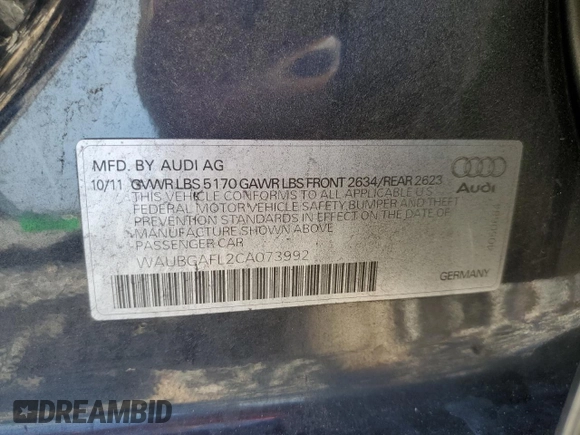 MFD. BY AUDI AG
10/11 GVWR LBS 5170 GAWR LBS FRONT 2634/REAR 2623
THIS VEHICLE CONFORMS TO ALL APPLICABLE U.S.
FEDERAL MOTOR VEHICLE SAFETY, BUMPER AND THEFT
PREVENTION STANDARDS IN EFFECT ON THE DATE OF
MANUFACTURE SHOWN ABOVE
PASSENGER CAR
WAUBGAFL2CA073992
Audi
GERMANY
DREAMBID